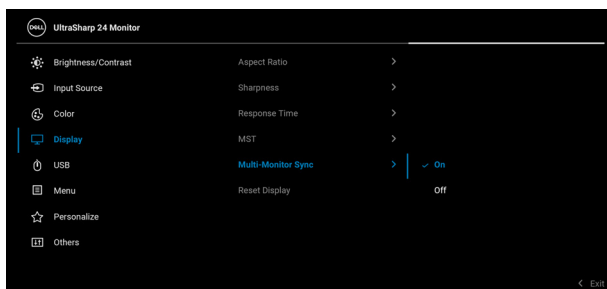 DELL UltraSharp 24 Monitor
Brightness/Contrast
Input Source
Color
Display
USB
Menu
Personalize
Others
Aspect Ratio
Sharpness
Response Time
MST
Multi-Monitor Sync
Reset Display
On
Off
Exit